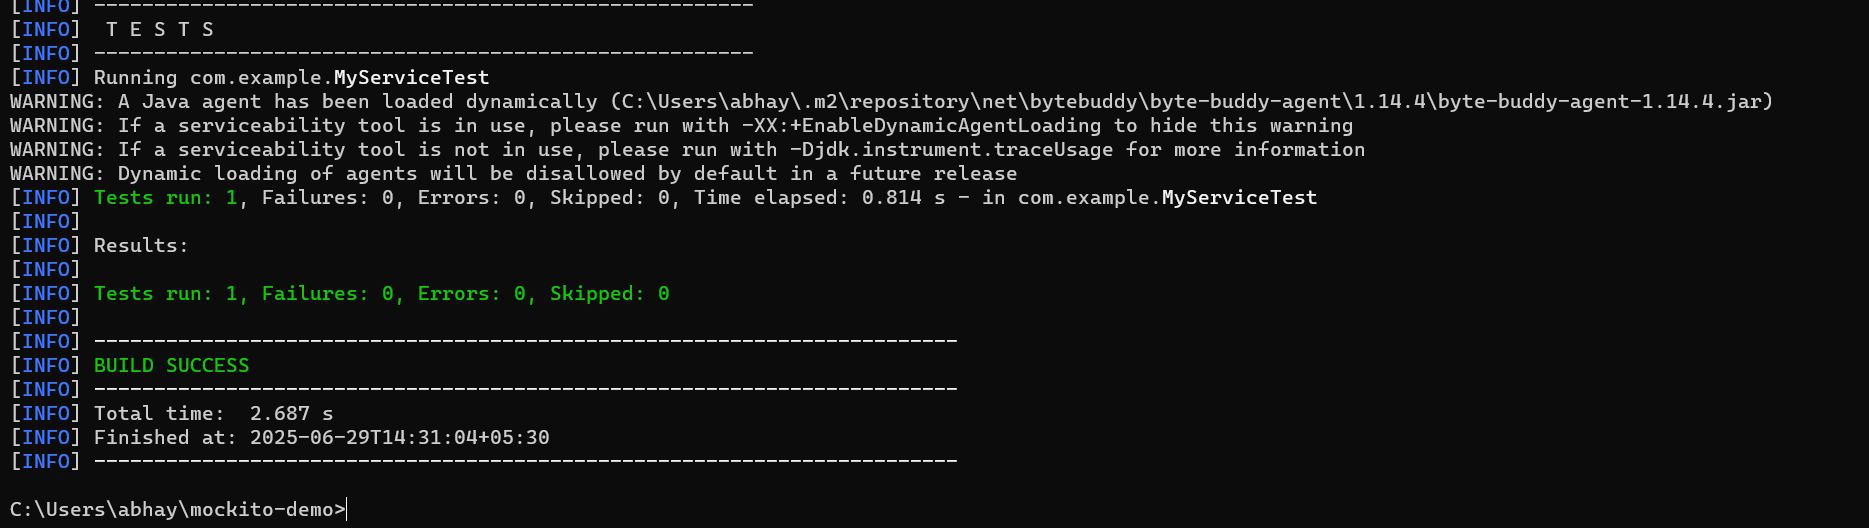 [INFO] -------------------------------------------------------
[INFO]  T E S T S
[INFO] -------------------------------------------------------
[INFO] Running com.example.MyServiceTest
WARNING: A Java agent has been loaded dynamically (C:\Users\abhay\.m2\repository\net\bytebuddy\byte-buddy-agent\1.14.4\byte-buddy-agent-1.14.4.jar)
WARNING: If a serviceability tool is in use, please run with -XX:+EnableDynamicAgentLoading to hide this warning
WARNING: If a serviceability tool is not in use, please run with -Djdk.instrument.traceUsage for more information
WARNING: Dynamic loading of agents will be disallowed by default in a future release
[INFO] Tests run: 1, Failures: 0, Errors: 0, Skipped: 0, Time elapsed: 0.814 s - in com.example.MyServiceTest
[INFO]
[INFO] Results:
[INFO]
[INFO] Tests run: 1, Failures: 0, Errors: 0, Skipped: 0
[INFO]
[INFO] ------------------------------------------------------------------------
[INFO] BUILD SUCCESS
[INFO] ------------------------------------------------------------------------
[INFO] Total time:  2.687 s
[INFO] Finished at: 2025-06-29T14:31:04+05:30
[INFO] ------------------------------------------------------------------------
C:\Users\abhay\mockito-demo>